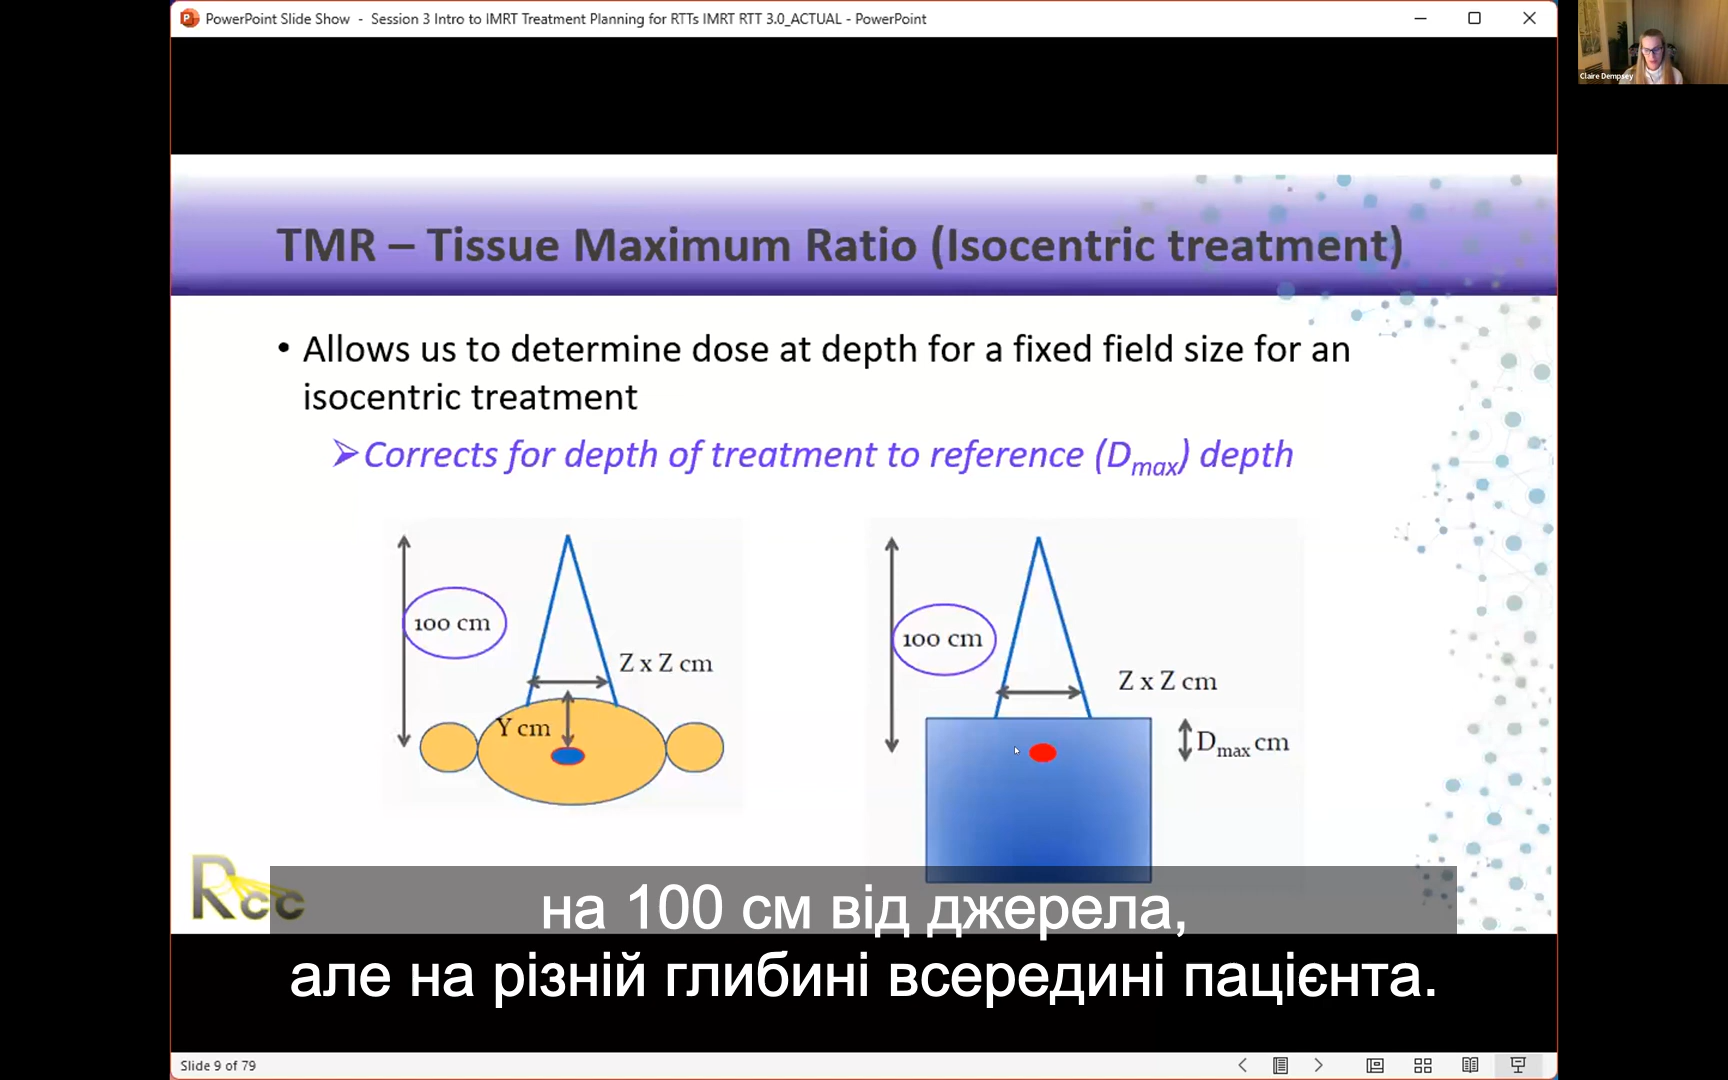 PowerPoint Slide Show - Session 3 Intro to IMRT Treatment Planning for RTTs IMRT RTT 3.0_ACTUAL - PowerPoint
Claire Dempsey
TMR – Tissue Maximum Ratio (Isocentric treatment)
• Allows us to determine dose at depth for a fixed field size for an
isocentric treatment
➢Corrects for depth of treatment to reference (Dmax) depth
100 cm
Z x Z cm
Y cm
100 cm
Z x Z cm
Dmax cm
Rcc
на 100 см від джерела,
але на різній глибині всередині пацієнта.
Slide 9 of 79